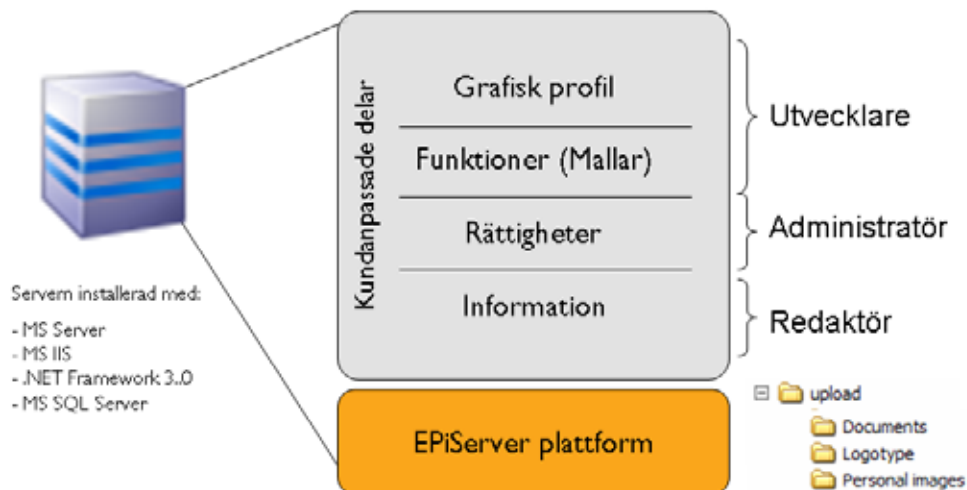 Kundanpassade delar
Grafisk profil
Funktioner (Mallar)
Rättigheter
Information
Utvecklare
Administratör
Redaktör
Servern installerad med:
- MS Server
- MS IIS
- .NET Framework 3..0
- MS SQL Server
EPiServer plattform
upload
Documents
Logotype
Personal images